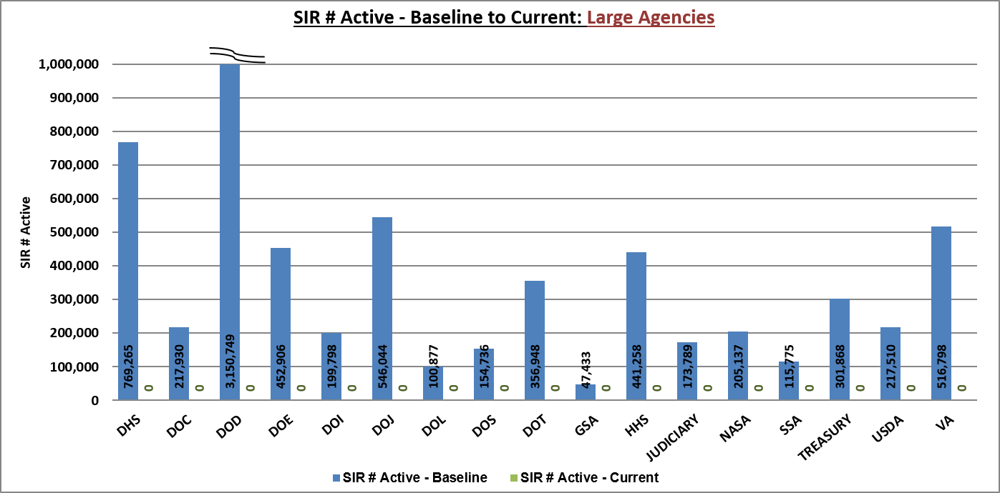 SIR # Active - Baseline to Current: Large Agencies
1,000,000
900,000
800,000
700,000
600,000
500,000
400,000
300,000
200,000
100,000
0
SIR # Active
769,265
0
217,930
0
3,150,749
0
452,906
0
199,798
0
546,044
0
100,877
0
154,736
0
356,948
0
47,433
0
441,258
0
173,789
0
205,137
0
115,775
0
301,868
0
217,510
0
516,798
0
DHS
DOC
DOD
DOE
DOI
DOJ
DOL
DOS
DOT
GSA
HHS
JUDICIARY
NASA
SSA
TREASURY
USDA
VA
SIR # Active - Baseline
SIR # Active - Current